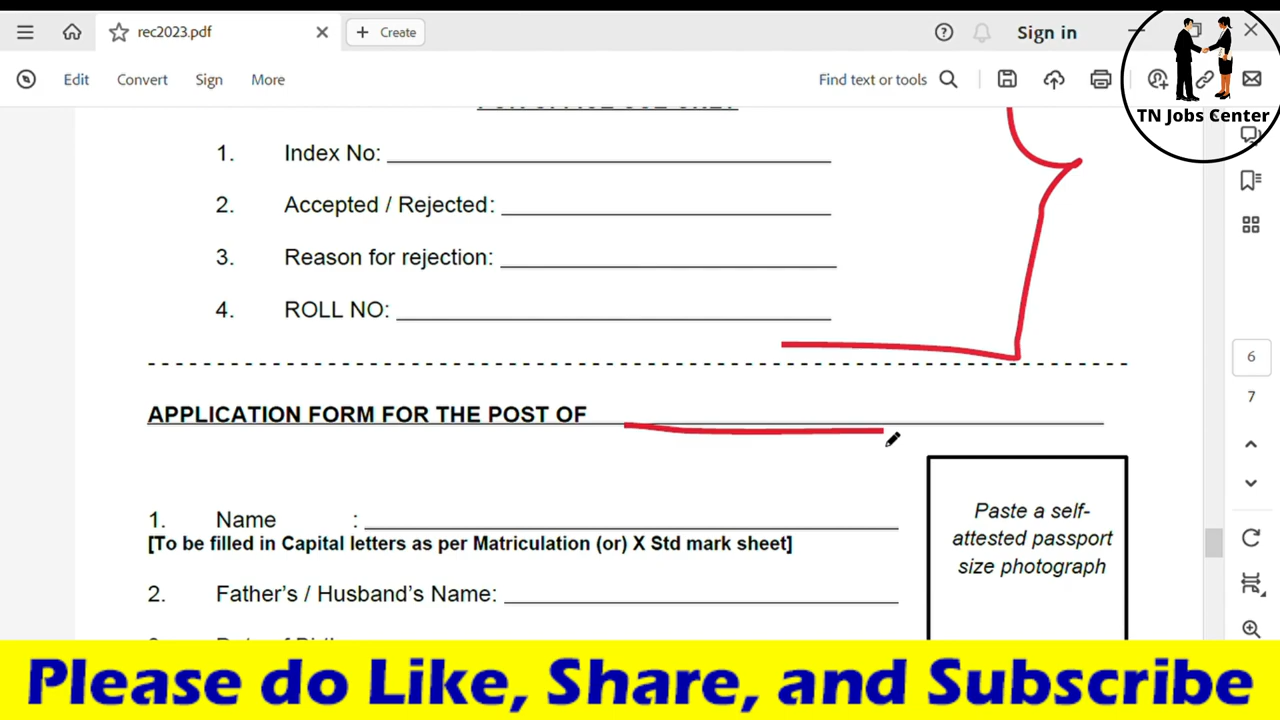 rec2023.pdf
Create
Sign in
Edit Convert Sign More
Find text or tools
TN Jobs Center
1. Index No:
2. Accepted / Rejected:
3. Reason for rejection:
4. ROLL NO:
6
7
APPLICATION FORM FOR THE POST OF
Paste a self-
attested passport
size photograph
1. Name :
[To be filled in Capital letters as per Matriculation (or) X Std mark sheet]
2. Father's / Husband's Name:
Please do Like, Share, and Subscribe